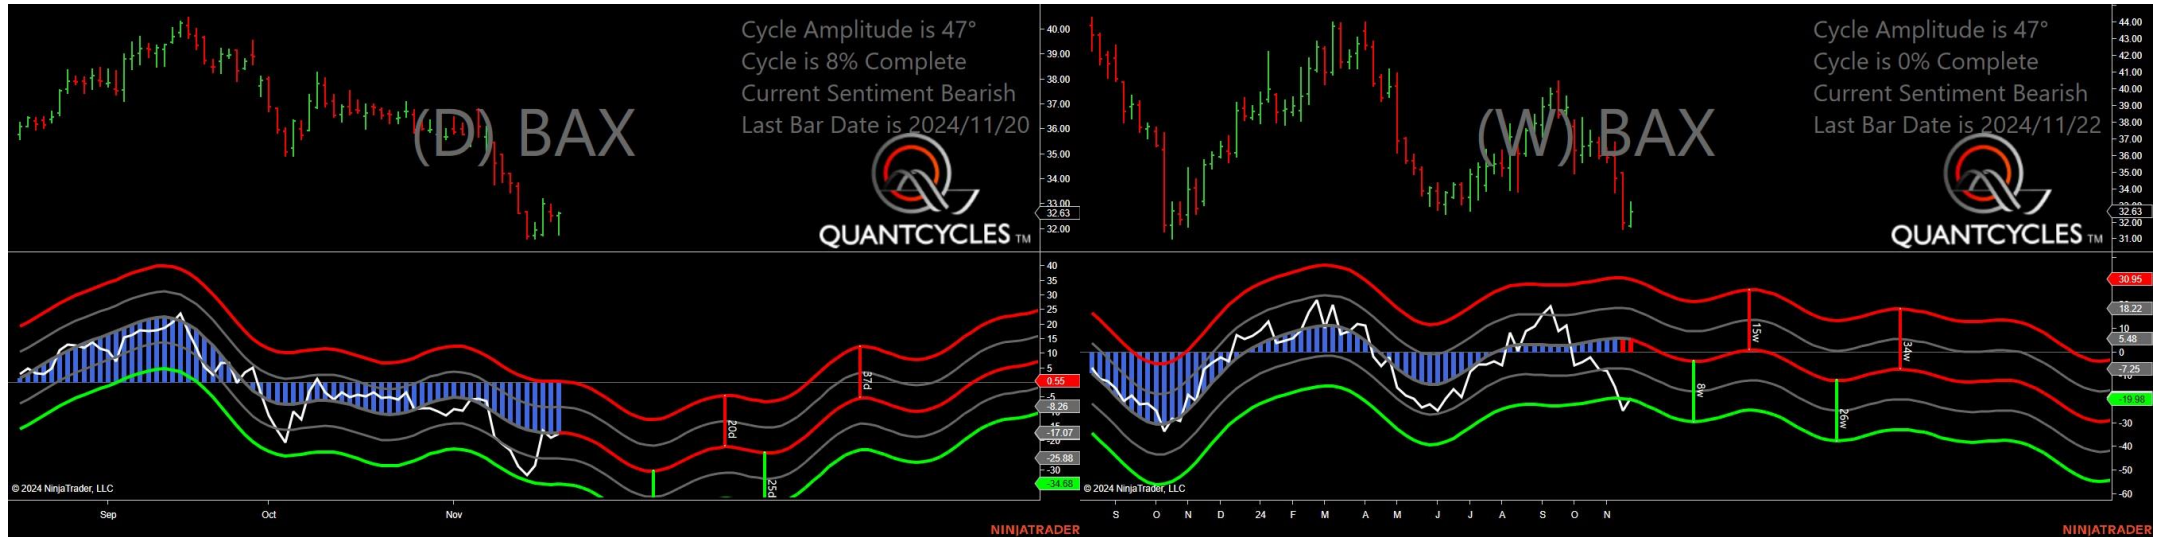 Cycle Amplitude is 47°
Cycle is 8% Complete
Current Sentiment Bearish
Last Bar Date is 2024/11/20
(D) BAX
QUANTCYCLES TM
40.00
39.00
38.00
37.00
36.00
35.00
34.00
33.00
32.63
32.00
40
35
30
25
20
15
10
5
0.55
-5
-8.26
-17.07
-20
-25.88
-30
-34.68
20d
25d
37d
© 2024 NinjaTrader, LLC
Sep
Oct
Nov
NINJATRADER
Cycle Amplitude is 47°
Cycle is 0% Complete
Current Sentiment Bearish
Last Bar Date is 2024/11/22
(W) BAX
QUANTCYCLES TM
44.00
43.00
42.00
41.00
40.00
39.00
38.00
37.00
36.00
35.00
34.00
32.63
32.00
31.00
30.95
18.22
10
5.48
0
-7.25
-19.98
-30
-40
-50
-60
8w
15w
26w
34w
© 2024 NinjaTrader, LLC
S O N D 24 F M A M J J A S O N
NINJATRADER